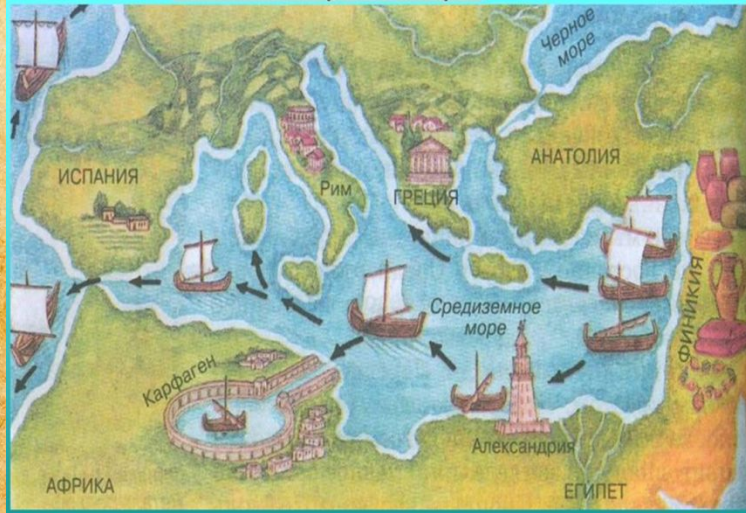 Черное
море
АНАТОЛИЯ
ИСПАНИЯ
Рим
ГРЕЦИЯ
ФИНИКИЯ
Средиземное
море
Карфаген
Александрия
АФРИКА
ЕГИПЕТ